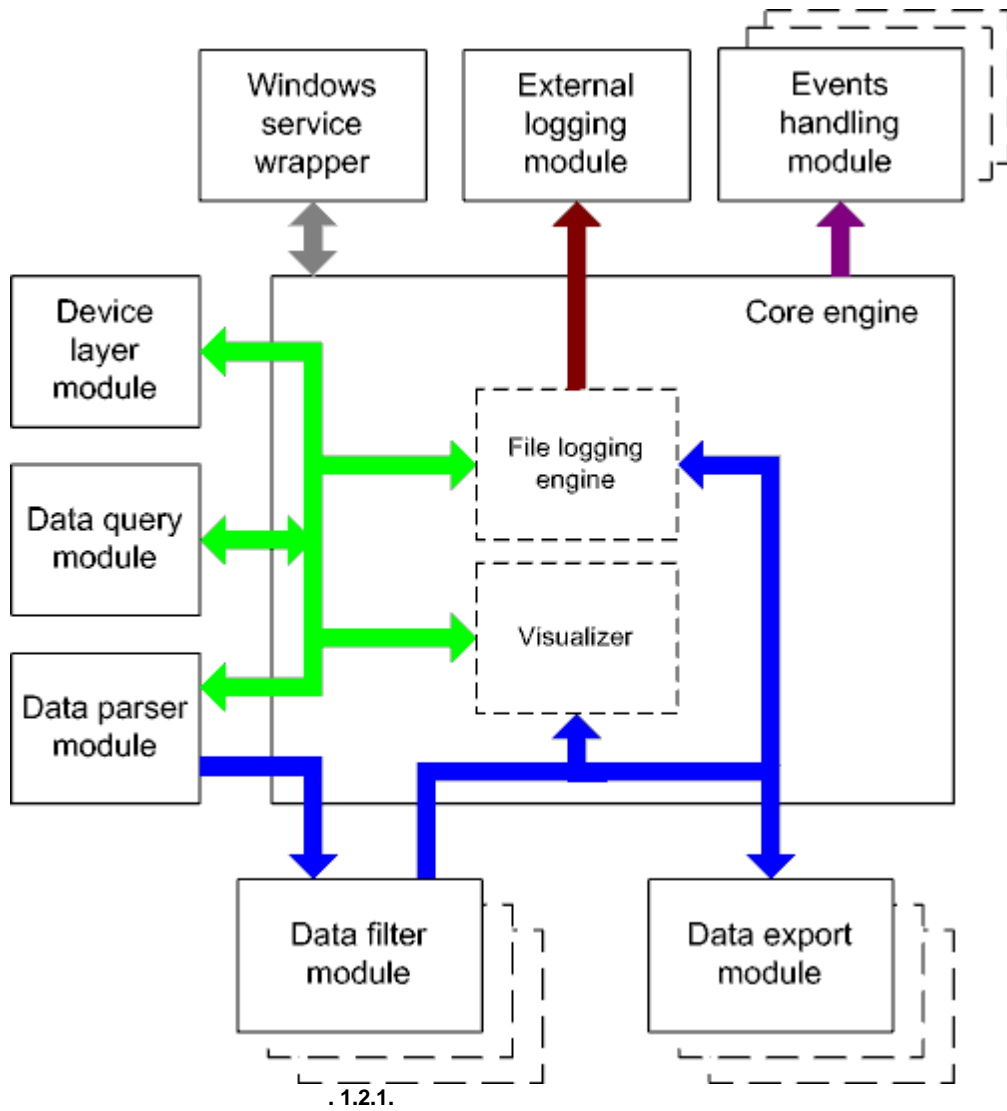 Windows
service
wrapper
External
logging
module
Events
handling
module
Device
layer
module
Core engine
File logging
engine
Data query
module
Visualizer
Data parser
module
Data filter
module
Data export
module
. 1.2.1.